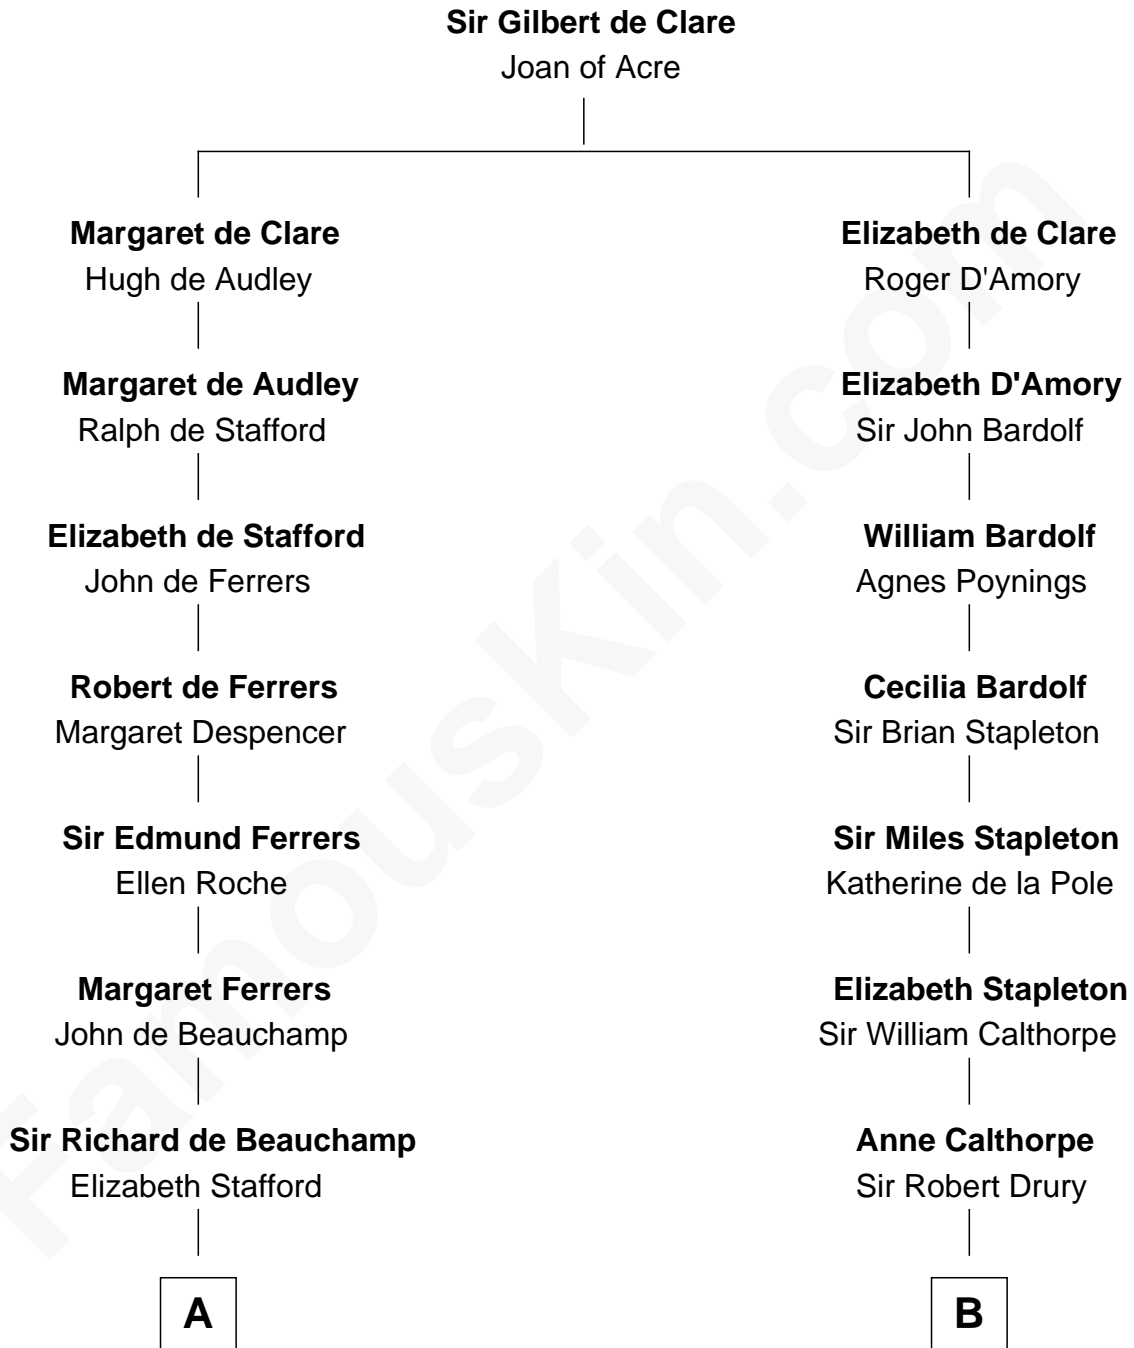 Sir Gilbert de Clare
Joan of Acre
Margaret de Clare
Hugh de Audley
Elizabeth de Clare
Roger D'Amory
Margaret de Audley
Ralph de Stafford
Elizabeth D'Amory
Sir John Bardolf
Elizabeth de Stafford
John de Ferrers
William Bardolf
Agnes Poynings
Robert de Ferrers
Margaret Despencer
Cecilia Bardolf
Sir Brian Stapleton
Sir Edmund Ferrers
Ellen Roche
Sir Miles Stapleton
Katherine de la Pole
Margaret Ferrers
John de Beauchamp
Elizabeth Stapleton
Sir William Calthorpe
Sir Richard de Beauchamp
Elizabeth Stafford
Anne Calthorpe
Sir Robert Drury
A
B
FamousKin.com